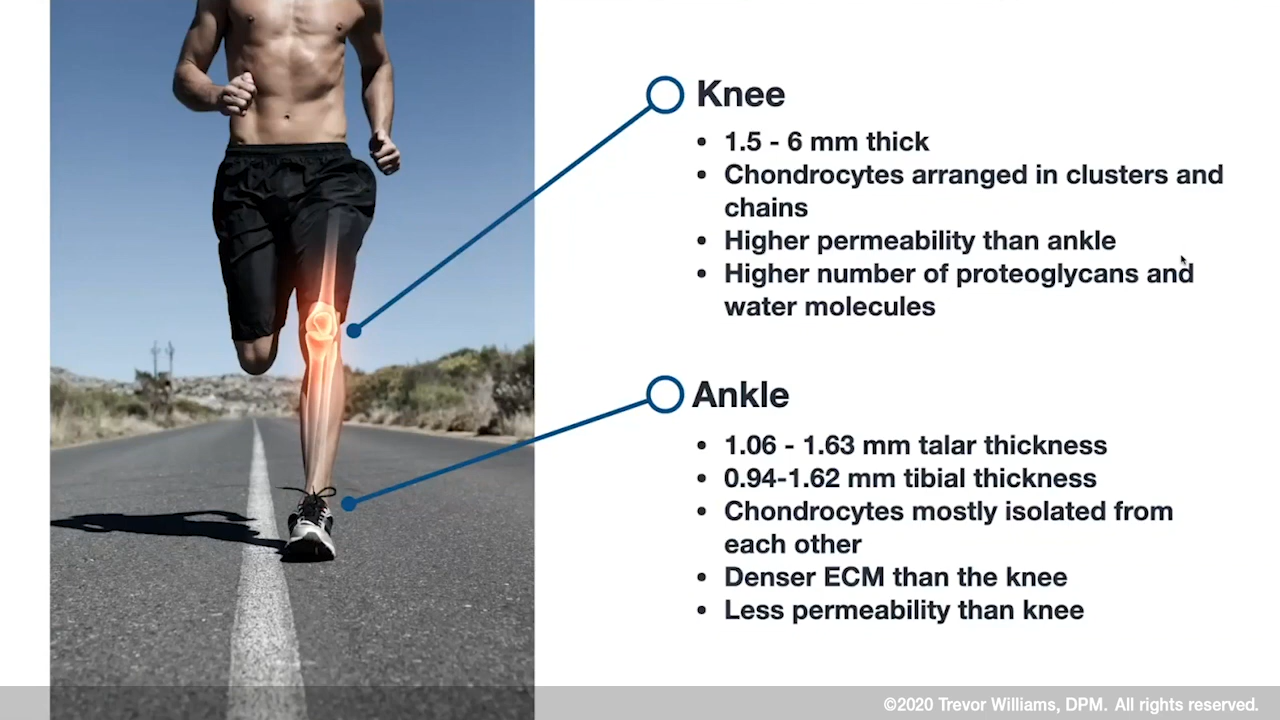 Knee
• 1.5 - 6 mm thick
• Chondrocytes arranged in clusters and
chains
• Higher permeability than ankle
• Higher number of proteoglycans and
water molecules
Ankle
• 1.06 - 1.63 mm talar thickness
• 0.94-1.62 mm tibial thickness
• Chondrocytes mostly isolated from
each other
• Denser ECM than the knee
• Less permeability than knee
©2020 Trevor Williams, DPM. All rights reserved.